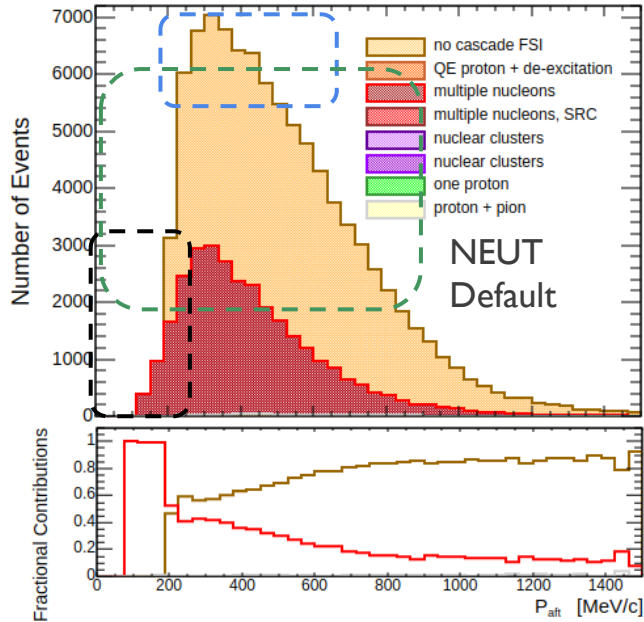 7000
6000
5000
4000
3000
2000
1000
0
Number of Events
no cascade FSI
QE proton + de-excitation
multiple nucleons
multiple nucleons, SRC
nuclear clusters
nuclear clusters
one proton
proton + pion
NEUT
Default
1
0.8
0.6
0.4
0.2
0
Fractional Contributions
0 200 400 600 800 1000 1200 1400
P_aft [MeV/c]